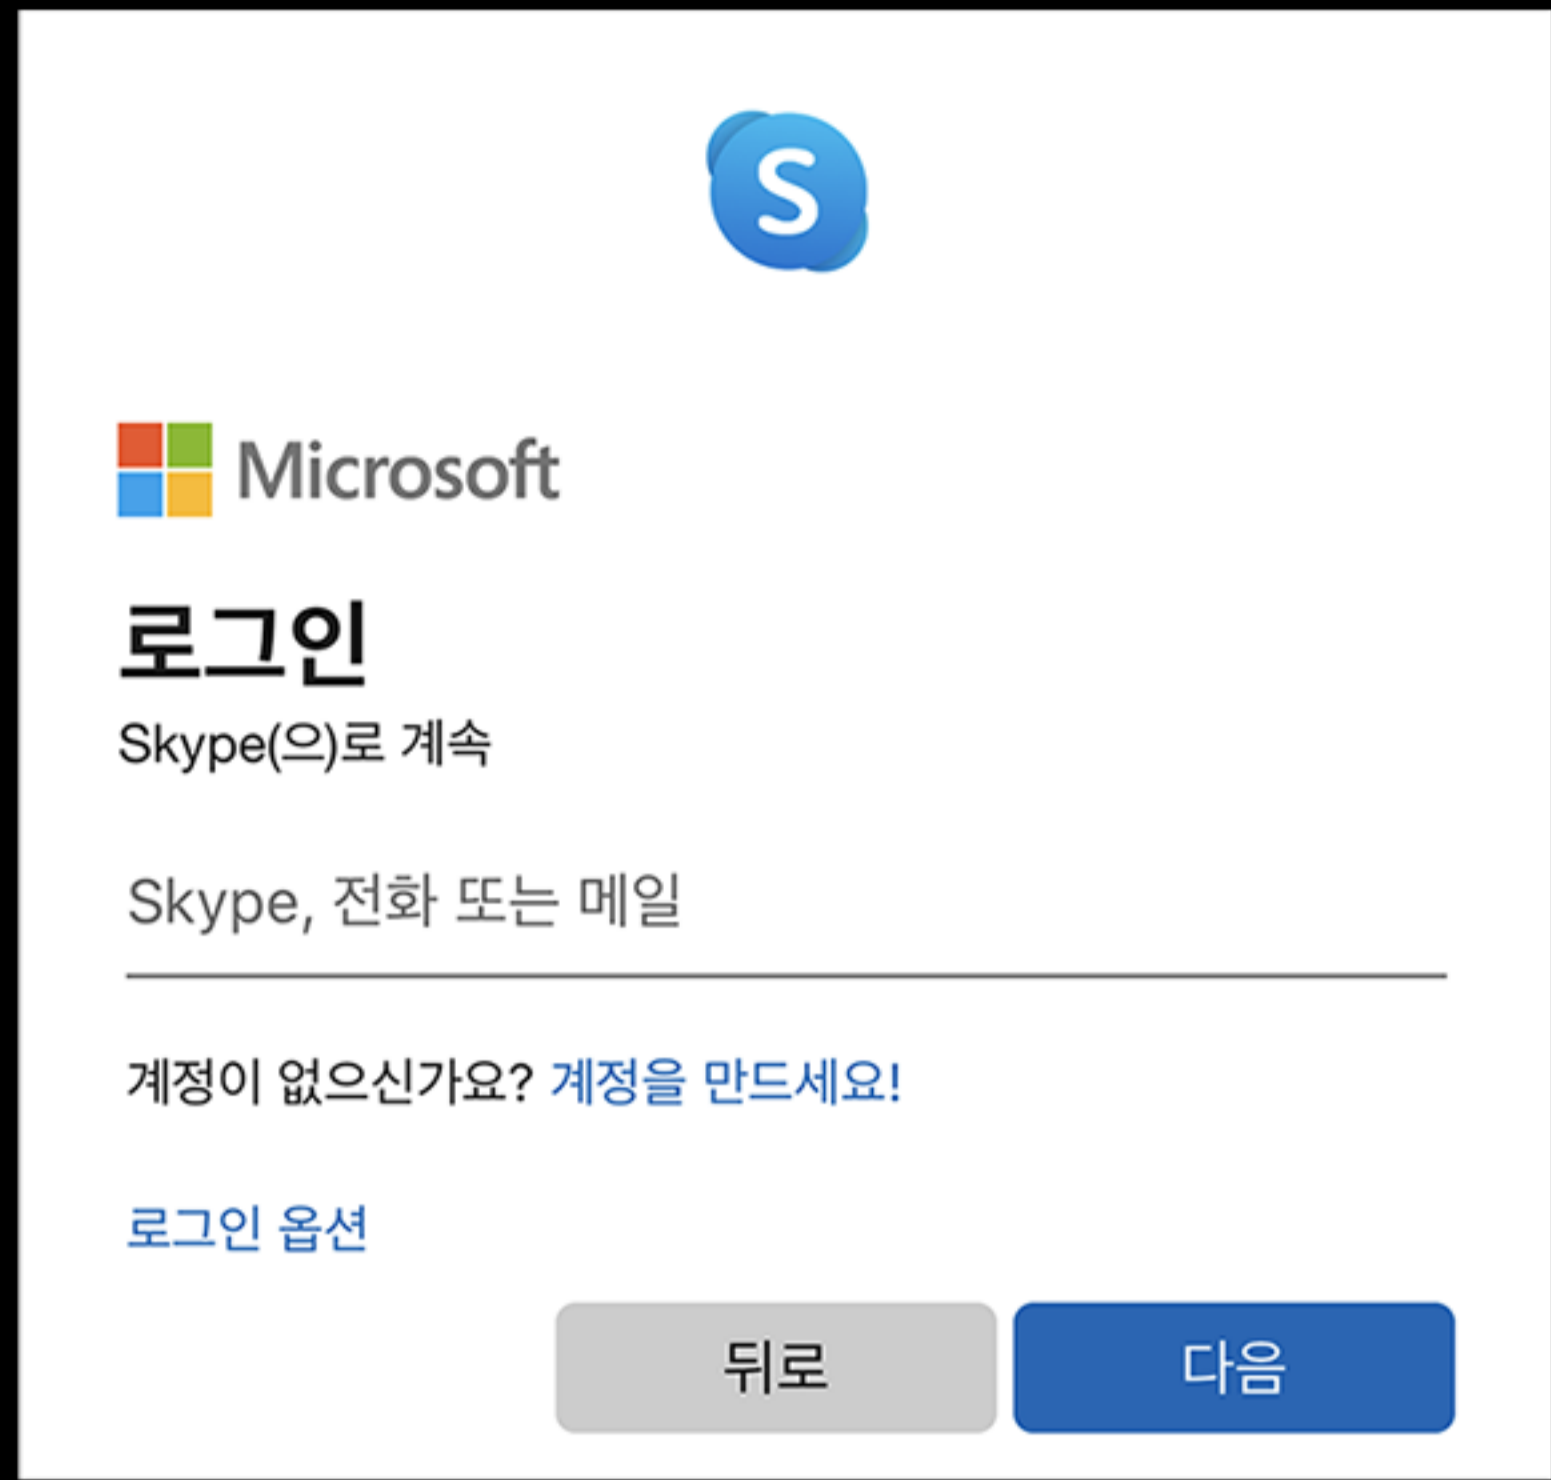 S
Microsoft
로그인
Skype(으)로 계속
Skype, 전화 또는 메일
계정이 없으신가요? 계정을 만드세요!
로그인 옵션
뒤로 다음